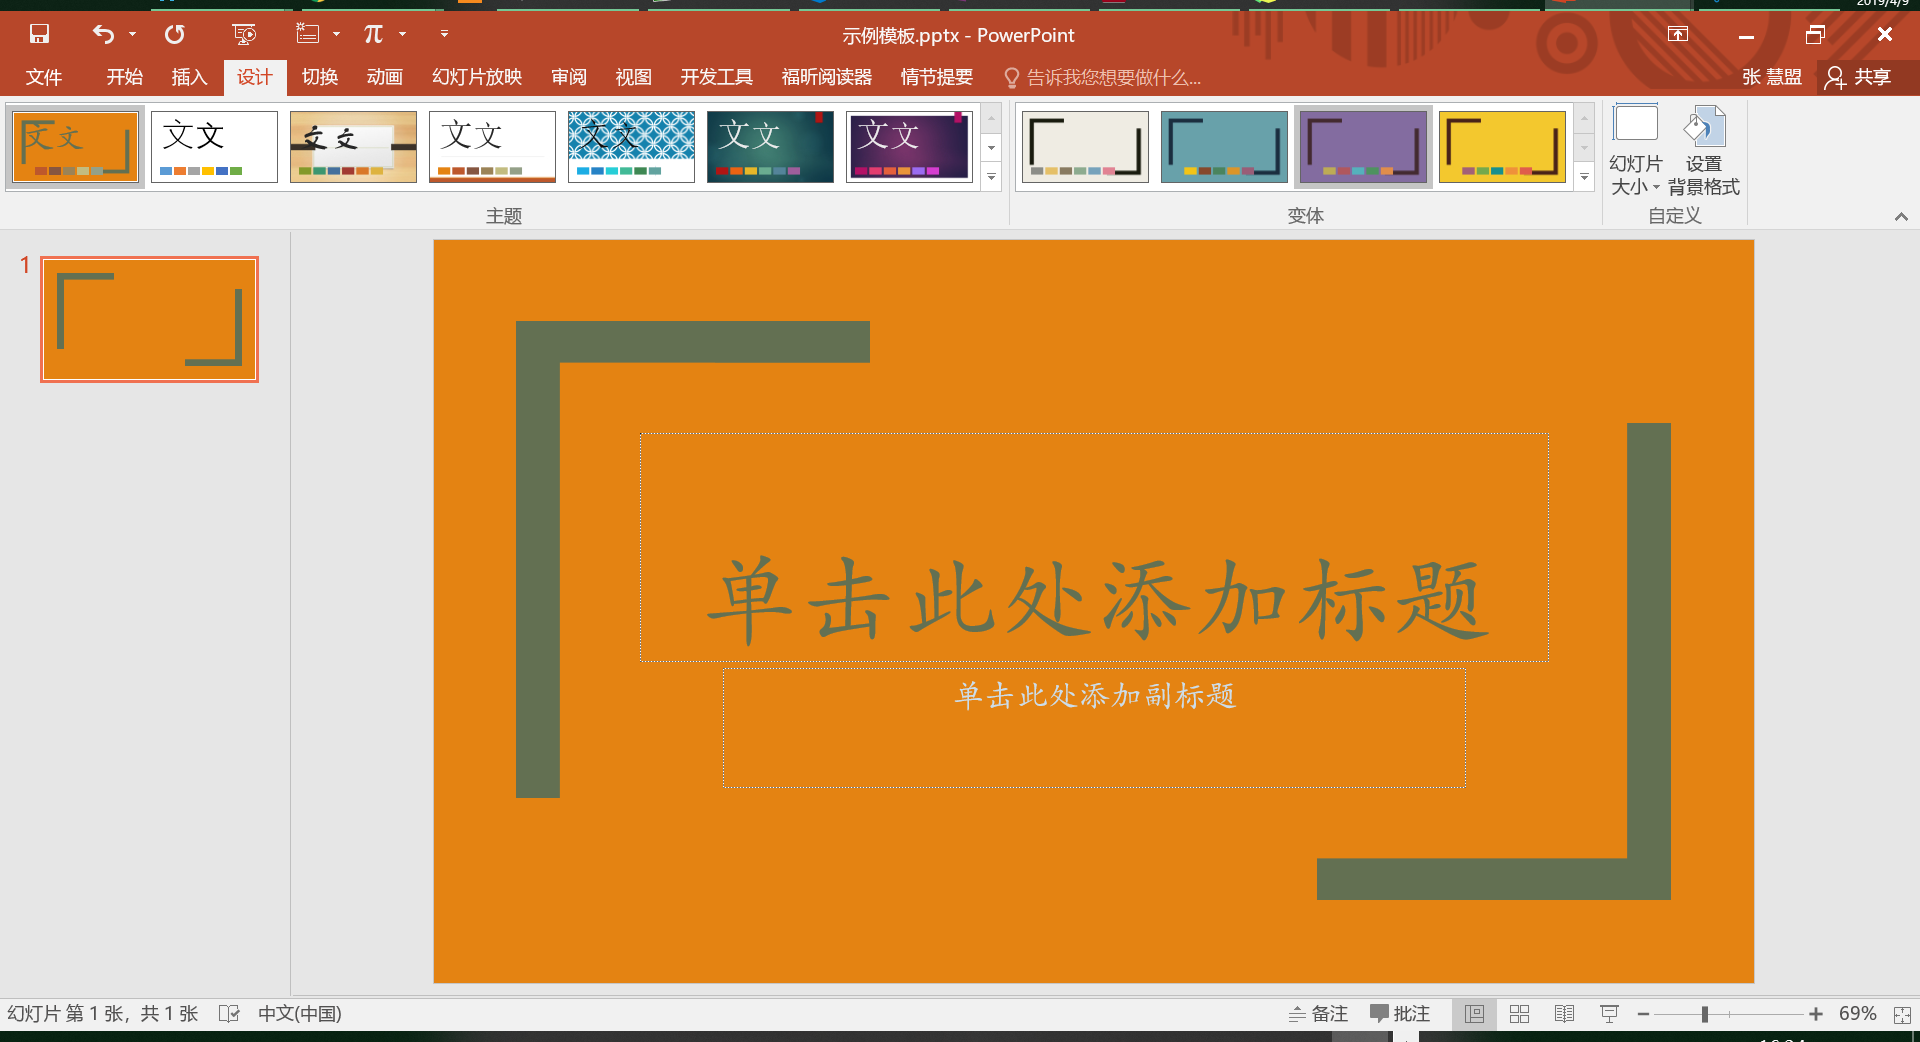 2019/4/9
示例模板.pptx - PowerPoint
文件 开始 插入 设计 切换 动画 幻灯片放映 审阅 视图 开发工具 福昕阅读器 情节提要 告诉我您想要做什么... 张 慧盟 共享
文文 文文 文文 文文 文文 文文 文文
幻灯片 设置
大小 背景格式
主题 变体 自定义
1
单击此处添加标题
单击此处添加副标题
幻灯片 第 1 张，共 1 张 中文(中国) 备注 批注 69%